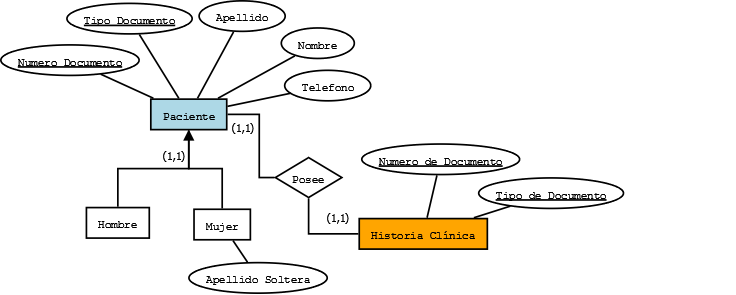 Tipo Documento
Apellido
Nombre
Numero Documento
Telefono
Paciente
(1,1)
(1,1)
Numero de Documento
Posee
Tipo de Documento
(1,1)
Hombre
Mujer
Historia Clínica
Apellido Soltera